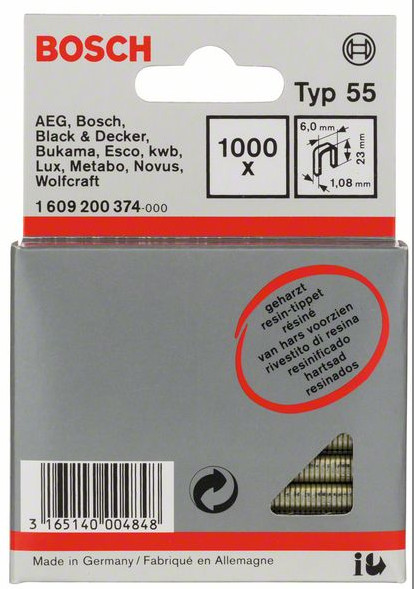 BOSCH
Typ 55
AEG, Bosch,
Black & Decker,
Bukama, Esco, kwb,
Lux, Metabo, Novus,
Wolfcraft
1 609 200 374-000
1000
x
6,0 mm
23 mm
1,08 mm
geharzt
resin-tippet
résiné
van hars voorzien
rivestito di resina
resinificado
hartsad
resinados
3 165140 004848
Made in Germany / Fabriqué en Allemagne